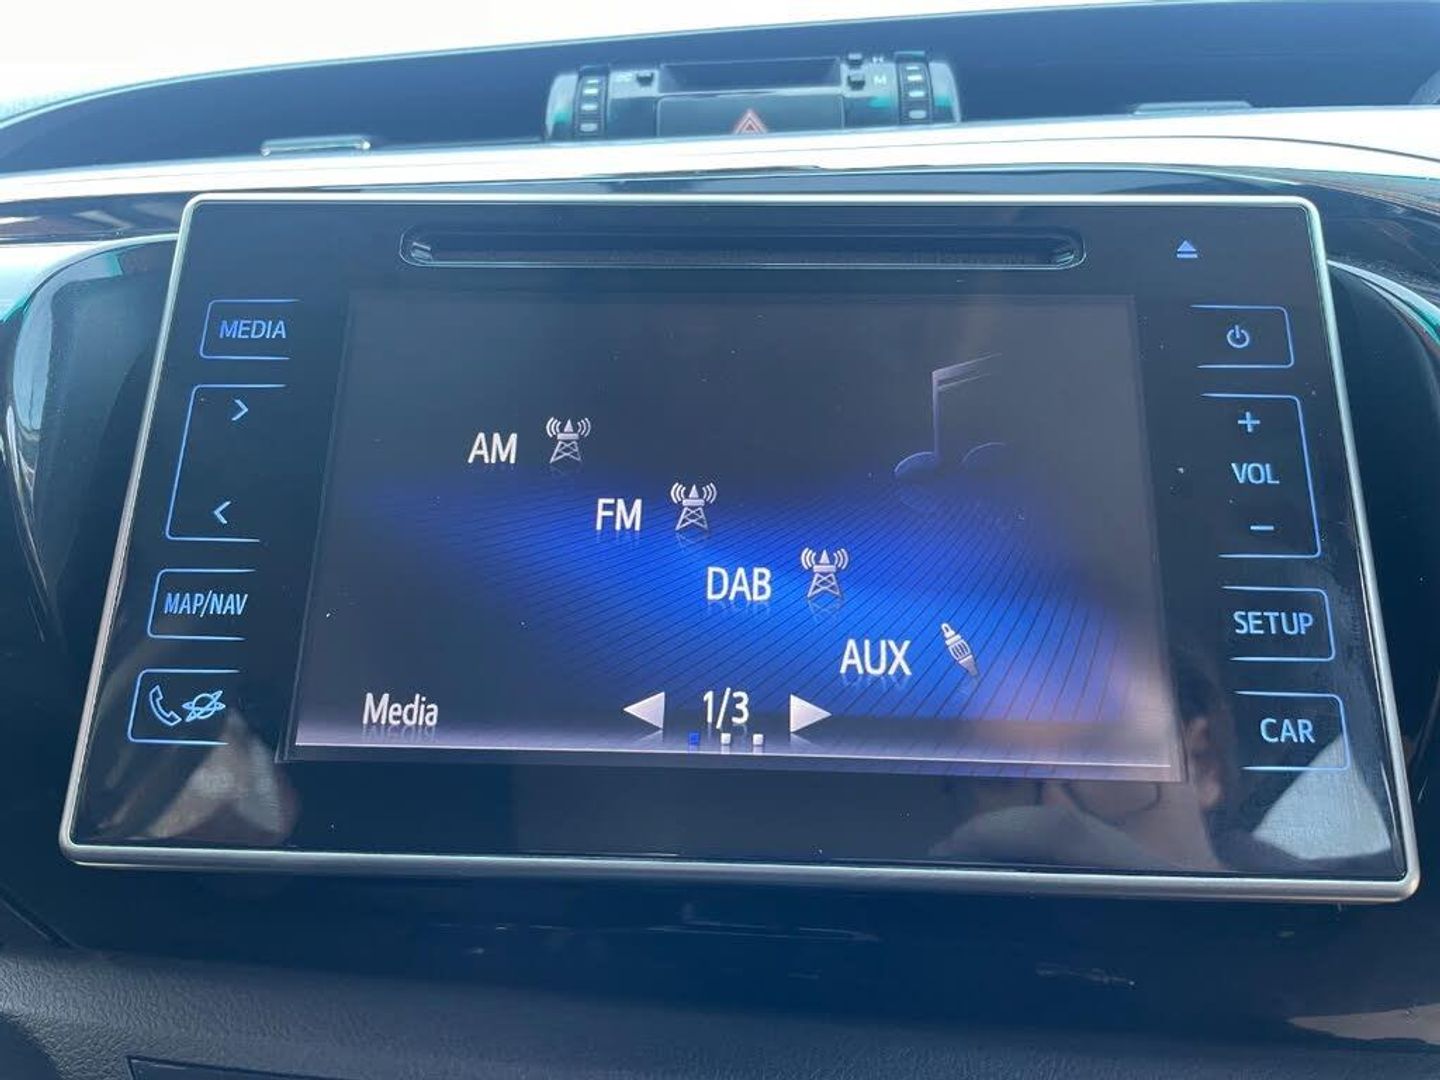 H
M
MEDIA
AM
+
FM
VOL
-
DAB
MAP/NAV
SETUP
AUX
Media
1/3
CAR